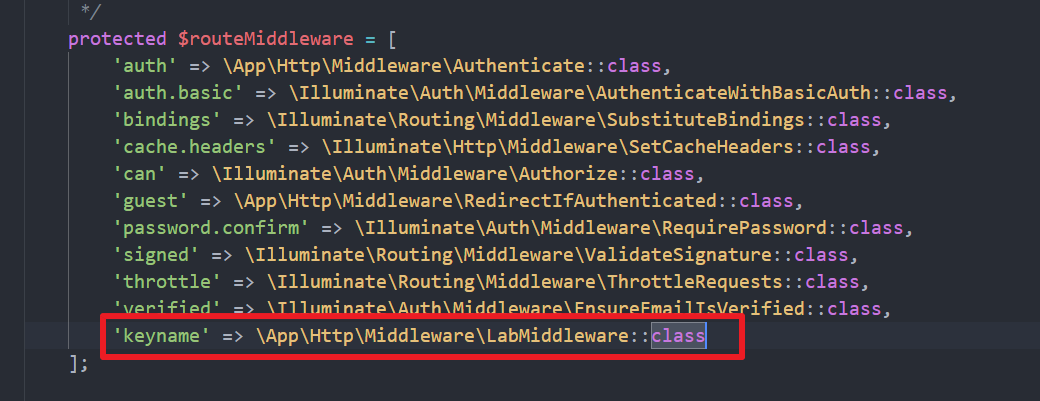 */
protected $routeMiddleware = [
'auth' => \App\Http\Middleware\Authenticate::class,
'auth.basic' => \Illuminate\Auth\Middleware\AuthenticateWithBasicAuth::class,
'bindings' => \Illuminate\Routing\Middleware\SubstituteBindings::class,
'cache.headers' => \Illuminate\Http\Middleware\SetCacheHeaders::class,
'can' => \Illuminate\Auth\Middleware\Authorize::class,
'guest' => \App\Http\Middleware\RedirectIfAuthenticated::class,
'password.confirm' => \Illuminate\Auth\Middleware\RequirePassword::class,
'signed' => \Illuminate\Routing\Middleware\ValidateSignature::class,
'throttle' => \Illuminate\Routing\Middleware\ThrottleRequests::class,
'verified' => \Illuminate\Auth\Middleware\EnsureEmailIsVerified::class,
'keyname' => \App\Http\Middleware\LabMiddleware::class
];